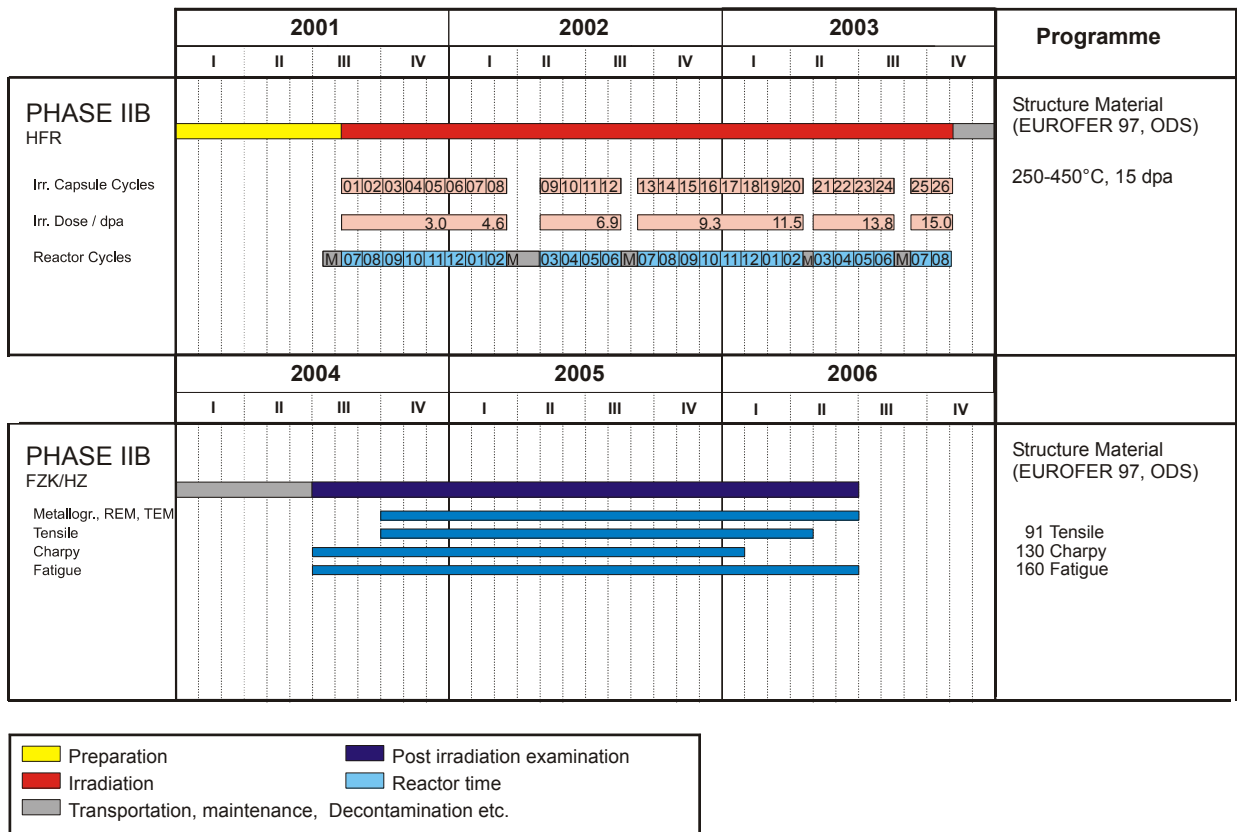 2001 2002 2003 Programme
I II III IV I II III IV I II III IV
PHASE IIB
HFR
Structure Material
(EUROFER 97, ODS)
250-450°C, 15 dpa
Irr. Capsule Cycles 01 02 03 04 05 06 07 08 09 10 11 12 13 14 15 16 17 18 19 20 21 22 23 24 25 26
Irr. Dose / dpa 3.0 4.6 6.9 9.3 11.5 13.8 15.0
Reactor Cycles M 07 08 09 10 11 12 01 02 M 03 04 05 06 M 07 08 09 10 11 12 01 02 M 03 04 05 06 M 07 08
2004 2005 2006
I II III IV I II III IV I II III IV
PHASE IIB
FZK/HZ
Structure Material
(EUROFER 97, ODS)
Metallogr., REM, TEM
Tensile
Charpy
Fatigue
91 Tensile
130 Charpy
160 Fatigue
Preparation
Irradiation
Transportation, maintenance, Decontamination etc.
Post irradiation examination
Reactor time